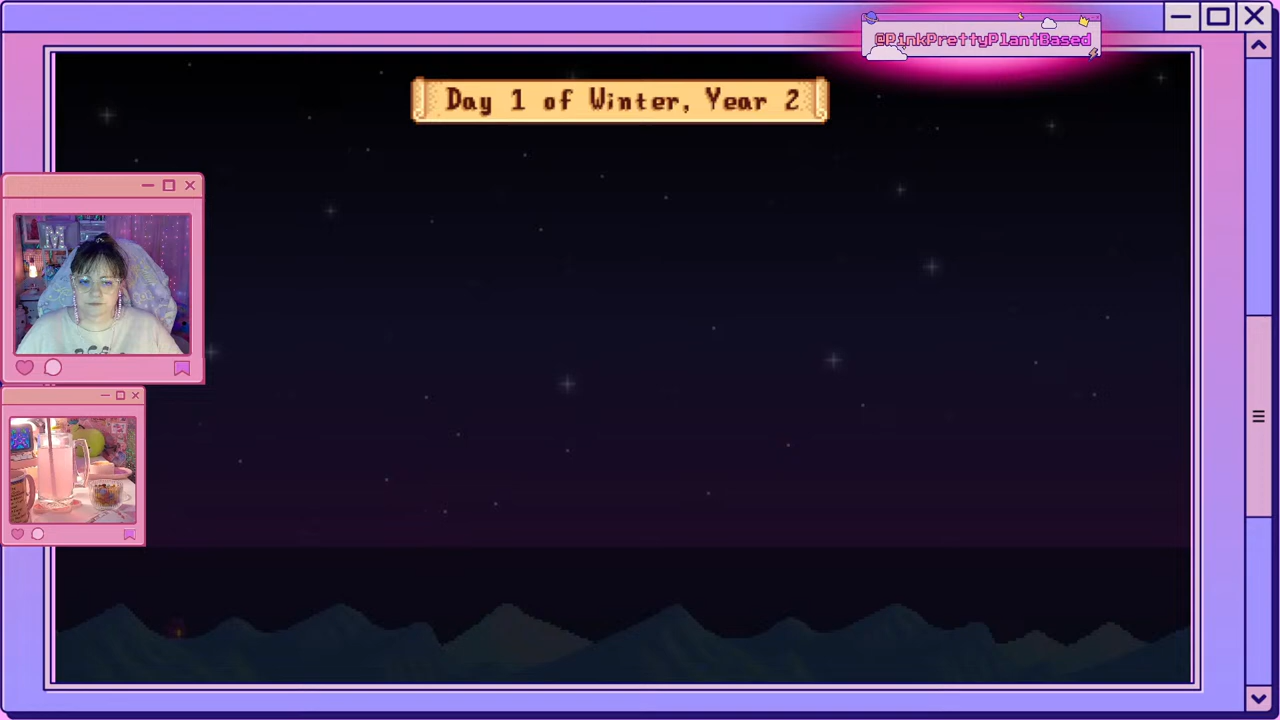 @PinkPrettyPlantBased
Day 1 of Winter, Year 2
M